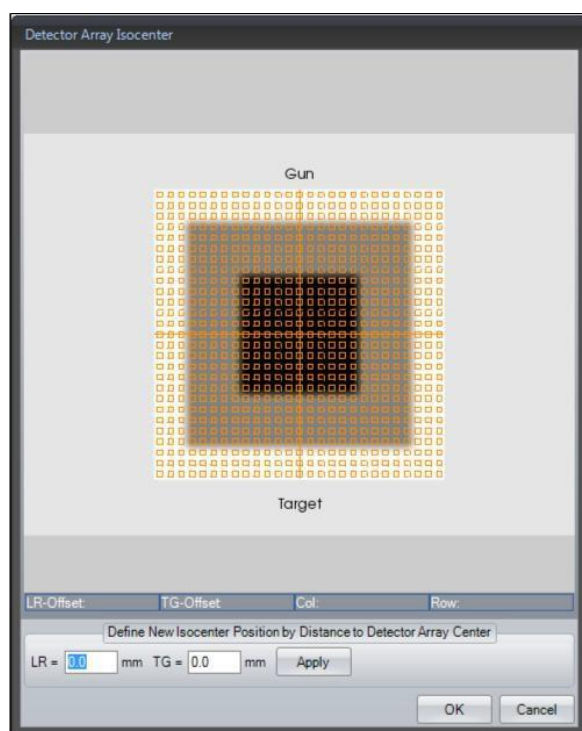 Detector Array Isocenter
Gun
Target
LR-Offset: TG-Offset Col: Row:
Define New Isocenter Position by Distance to Detector Array Center
LR = 0.0 mm TG = 0.0 mm Apply
OK Cancel